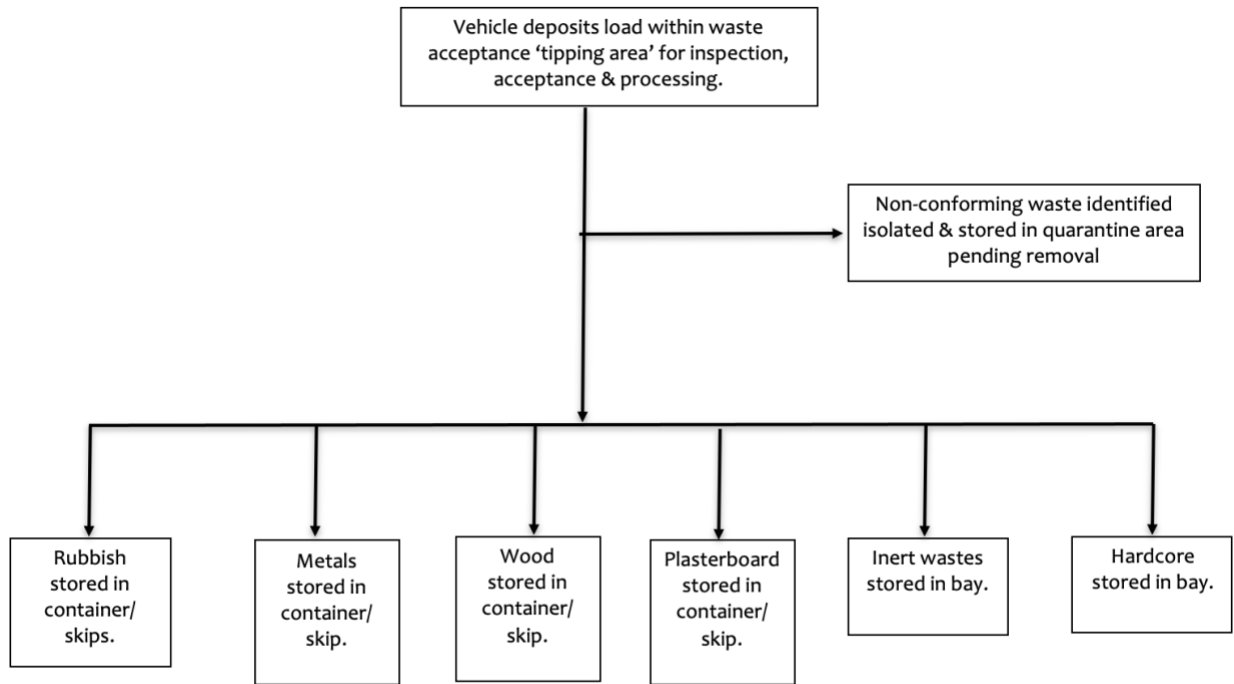 Vehicle deposits load within waste
acceptance ‘tipping area’ for inspection,
acceptance & processing.
Non-conforming waste identified
isolated & stored in quarantine area
pending removal
Rubbish
stored in
container/
skips.
Metals
stored in
container/
skip.
Wood
stored in
container/
skip.
Plasterboard
stored in
container/
skip.
Inert wastes
stored in bay.
Hardcore
stored in bay.